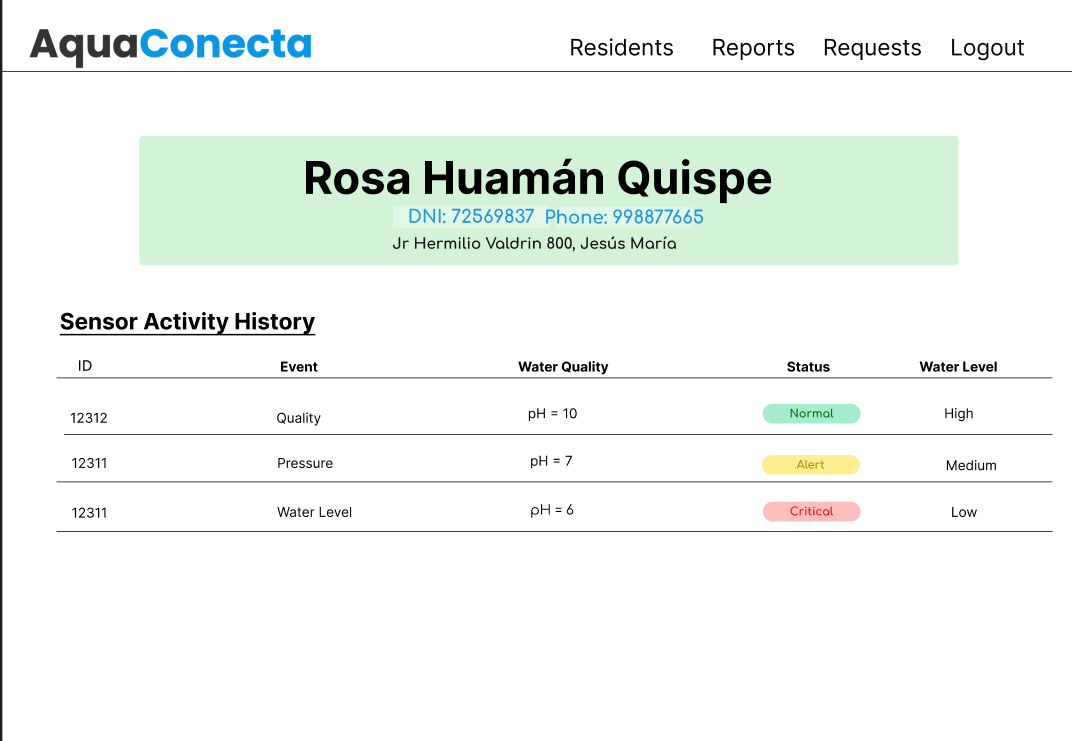 AquaConecta Residents Reports Requests Logout
Rosa Huamán Quispe
DNI: 72569837 Phone: 998877665
Jr Hermilio Valdrin 800, Jesús María
Sensor Activity History
ID Event Water Quality Status Water Level
12312 Quality pH = 10 Normal High
12311 Pressure pH = 7 Alert Medium
12311 Water Level pH = 6 Critical Low